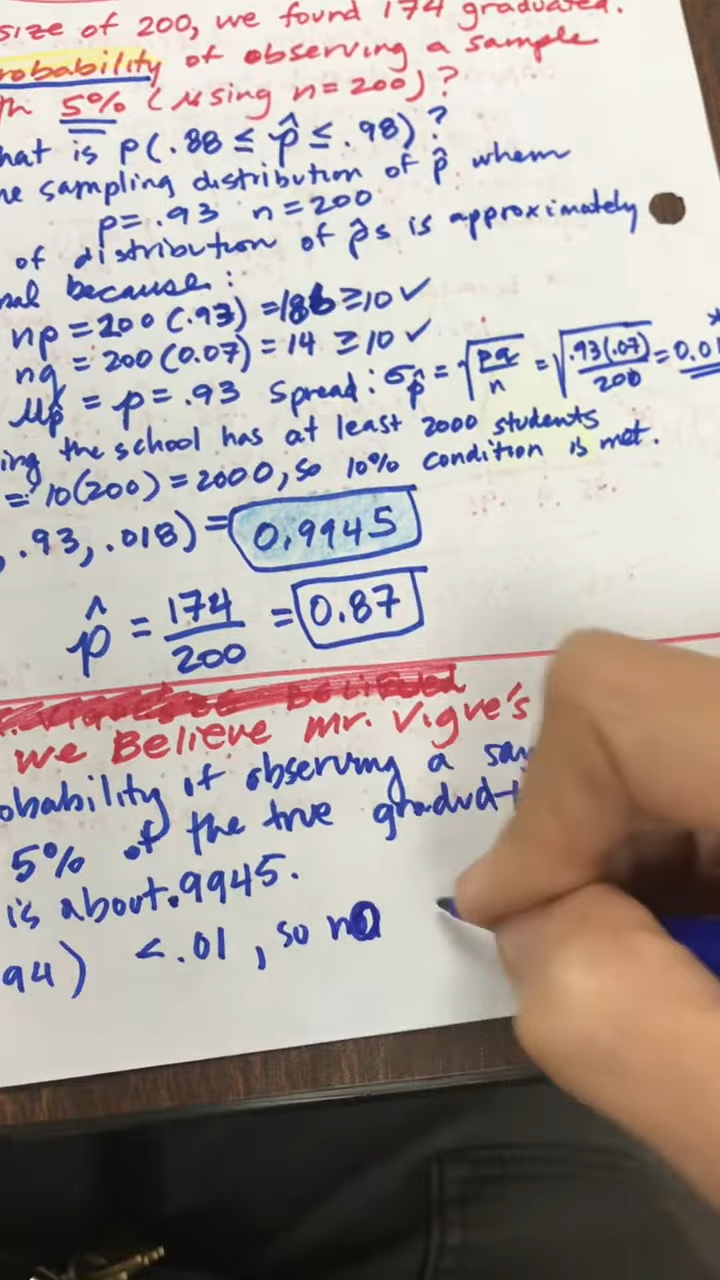 size of 200, we found 174 graduated.
robability of observing a sample
5% (using n=200)?
hat is p(.88 ≤ p̂ ≤ .98)?
sampling distribution of p̂ when
p=.93 n=200
of distribution of p̂s is approximately
because:
np = 200(.93) = 186 ≥10 ✓
nq = 200(0.07) = 14 ≥10 ✓
μp̂ = p = .93 Spread: σp̂ = √(pq/n) = √(.93(.07)/200) = 0.01
ing the school has at least 2000 students
= 10(200) = 2000, so 10% condition is met.
, .93, .018) = 0.9945
p̂ = 174/200 = 0.87
we Believe Mr. Vigre's
obability of observing a
5% of the true
is about .9945.
94) <.01, so no